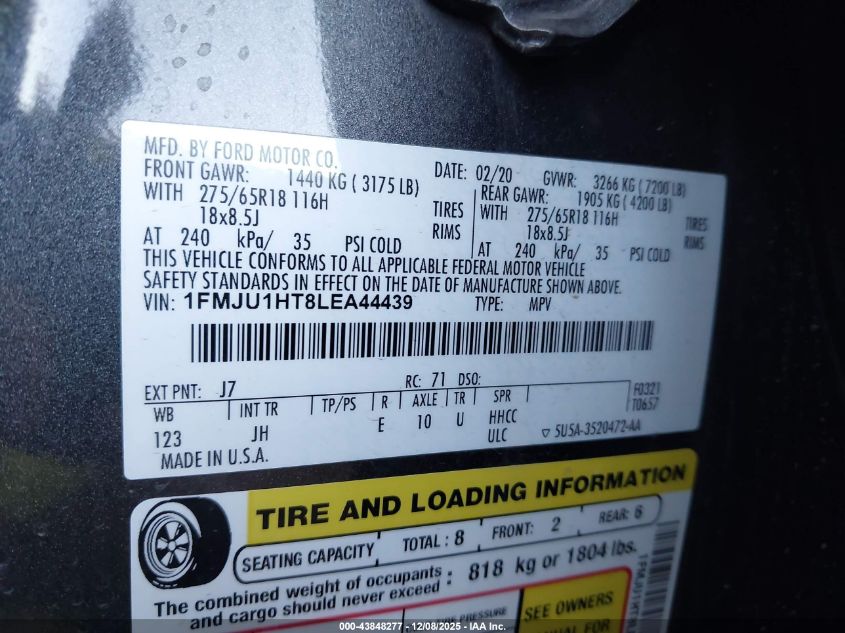 MFD. BY FORD MOTOR CO.
DATE: 02/20 GVWR: 3266 KG ( 7200 LB)
FRONT GAWR: 1440 KG ( 3175 LB)
WITH 275/65R18 116H TIRES
18x8.5J RIMS
AT 240 kPa/ 35 PSI COLD
REAR GAWR: 1905 KG ( 4200 LB)
WITH 275/65R18 116H TIRES
18x8.5J RIMS
AT 240 kPa/ 35 PSI COLD
THIS VEHICLE CONFORMS TO ALL APPLICABLE FEDERAL MOTOR VEHICLE
SAFETY STANDARDS IN EFFECT ON THE DATE OF MANUFACTURE SHOWN ABOVE.
VIN: 1FMJU1HT8LEA44439 TYPE: MPV
EXT PNT: J7 RC: 71 DSO:
WB INT TR TP/PS R AXLE TR SPR F0321
T0657
123 JH E 10 U HHCC
ULC ▽ 5U5A-3520472-AA
MADE IN U.S.A.
TIRE AND LOADING INFORMATION
SEATING CAPACITY TOTAL : 8 FRONT: 2 REAR: 6
The combined weight of occupants
and cargo should never exceed : 818 kg or 1804 lbs.
TIRE PRESSURE
SEE OWNERS
MANUAL FOR
000-43848277 - 12/08/2025 - IAA Inc.